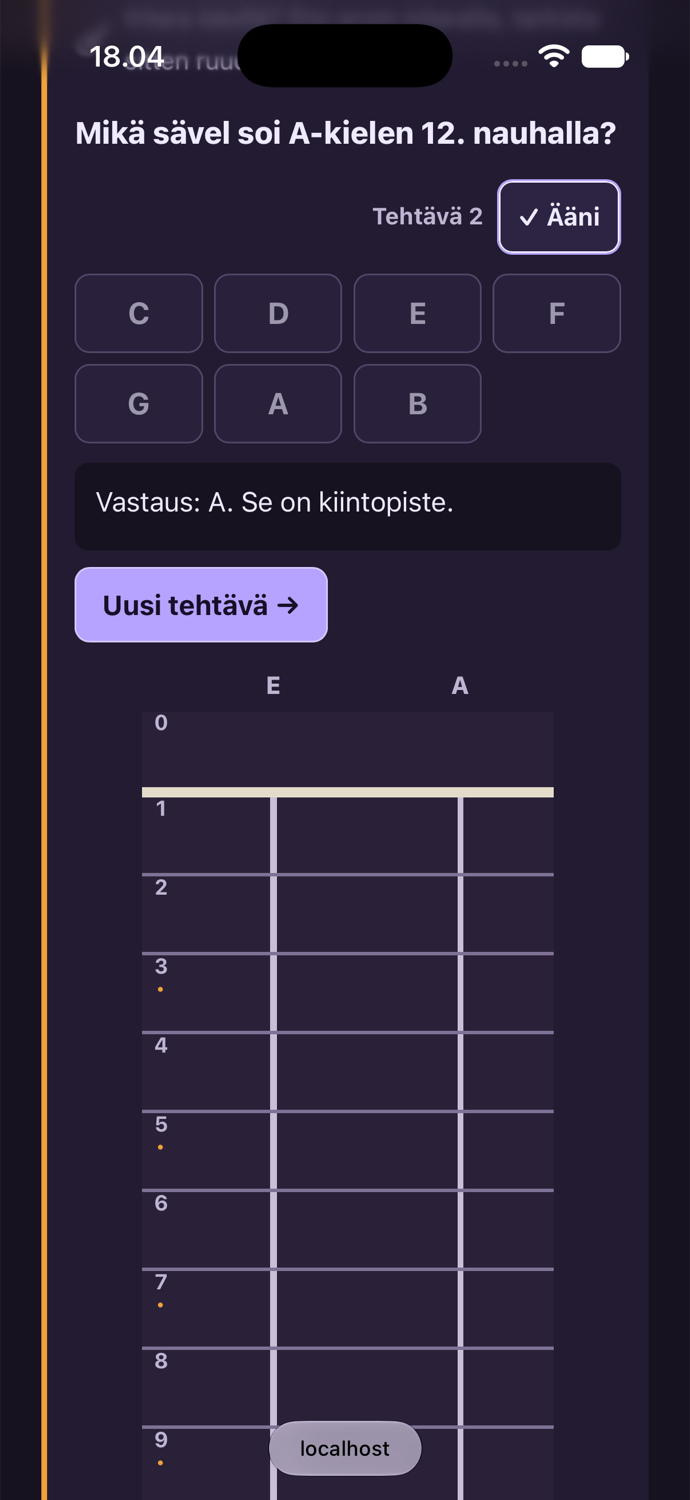 18.04
Mikä sävel soi A-kielen 12. nauhalla?
Tehtävä 2
✓ Ääni
C D E F
G A B
Vastaus: A. Se on kiintopiste.
Uusi tehtävä →
E A
0
1
2
3
4
5
6
7
8
9
localhost